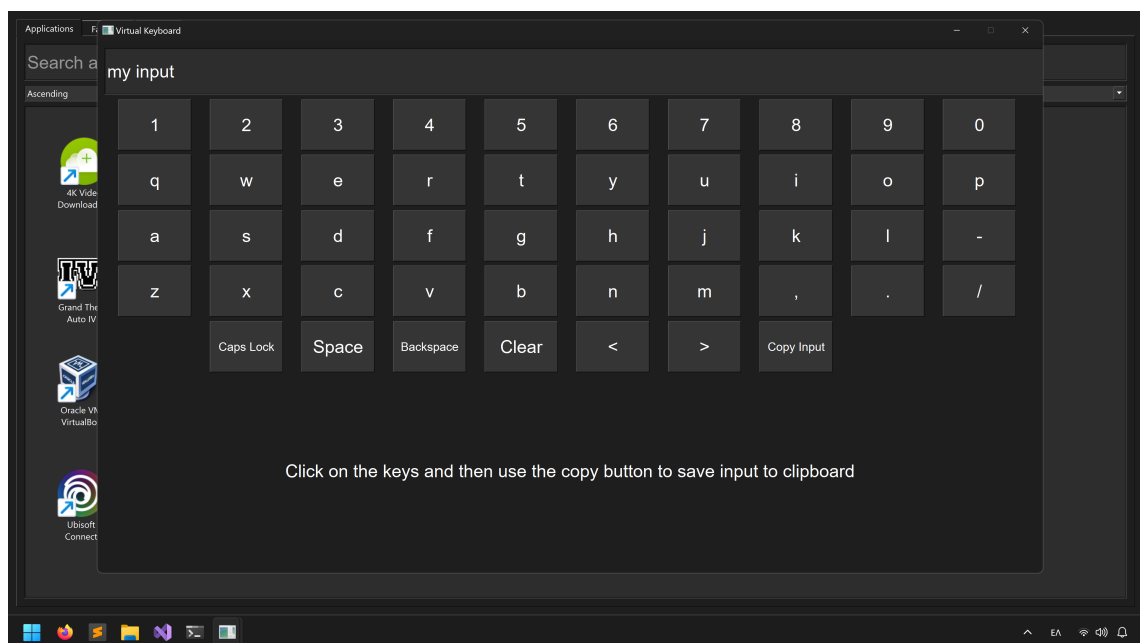 Applications
Virtual Keyboard
Search a
my input
Ascending
1 2 3 4 5 6 7 8 9 0
q w e r t y u i o p
a s d f g h j k l -
z x c v b n m , . /
Caps Lock Space Backspace Clear < > Copy Input
4K Vide
Download
Grand The
Auto IV
Oracle VM
VirtualBo
Ubisoft
Connect
Click on the keys and then use the copy button to save input to clipboard
ΕΛ